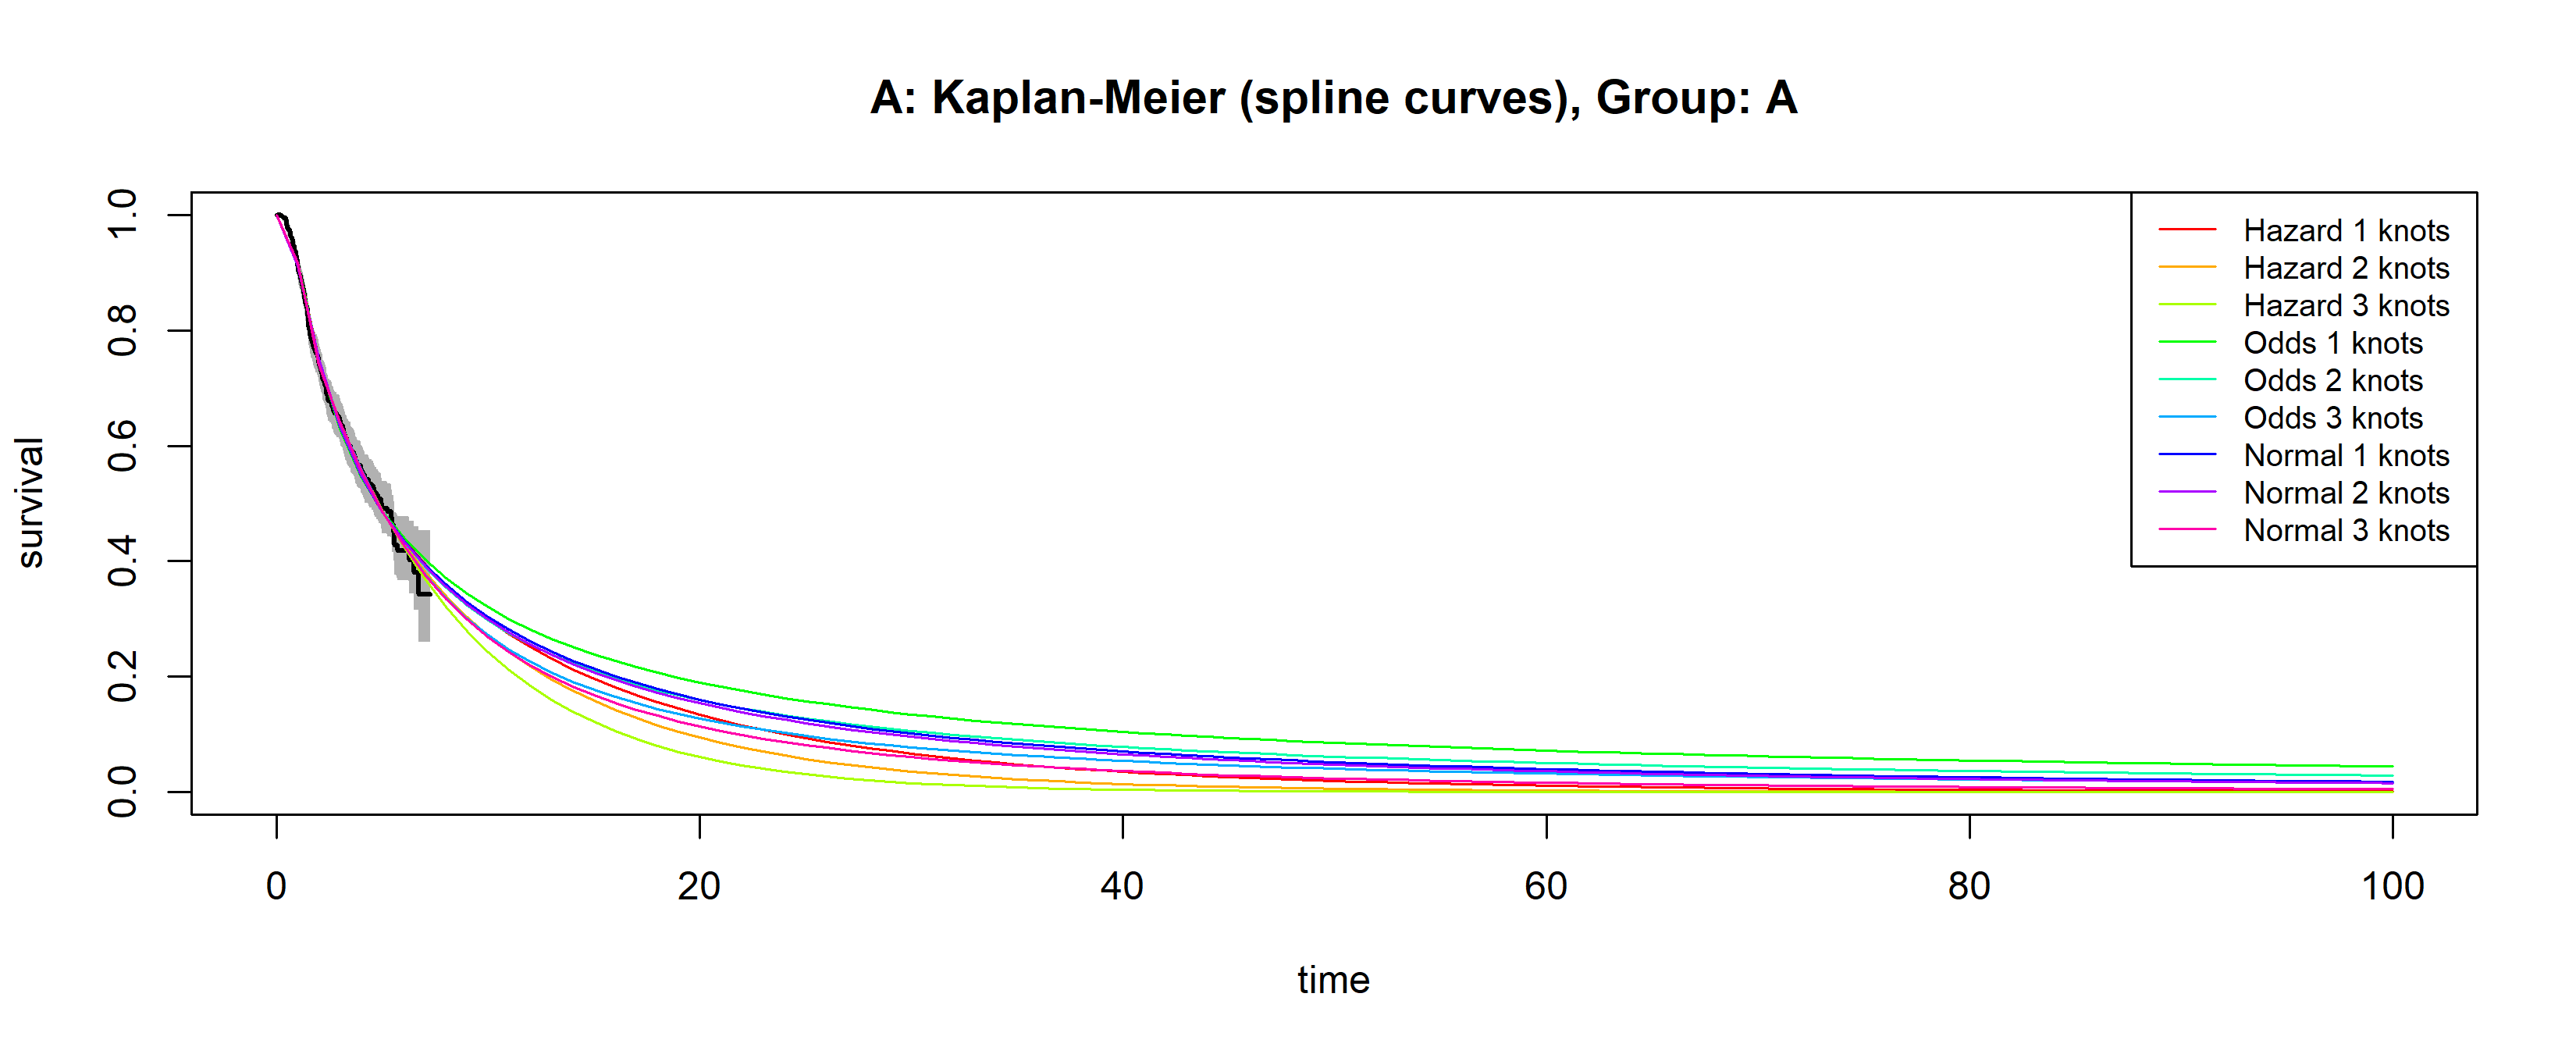 A: Kaplan-Meier (spline curves), Group: A
survival
1.0
0.8
0.6
0.4
0.2
0.0
Hazard 1 knots
Hazard 2 knots
Hazard 3 knots
Odds 1 knots
Odds 2 knots
Odds 3 knots
Normal 1 knots
Normal 2 knots
Normal 3 knots
0 20 40 60 80 100
time